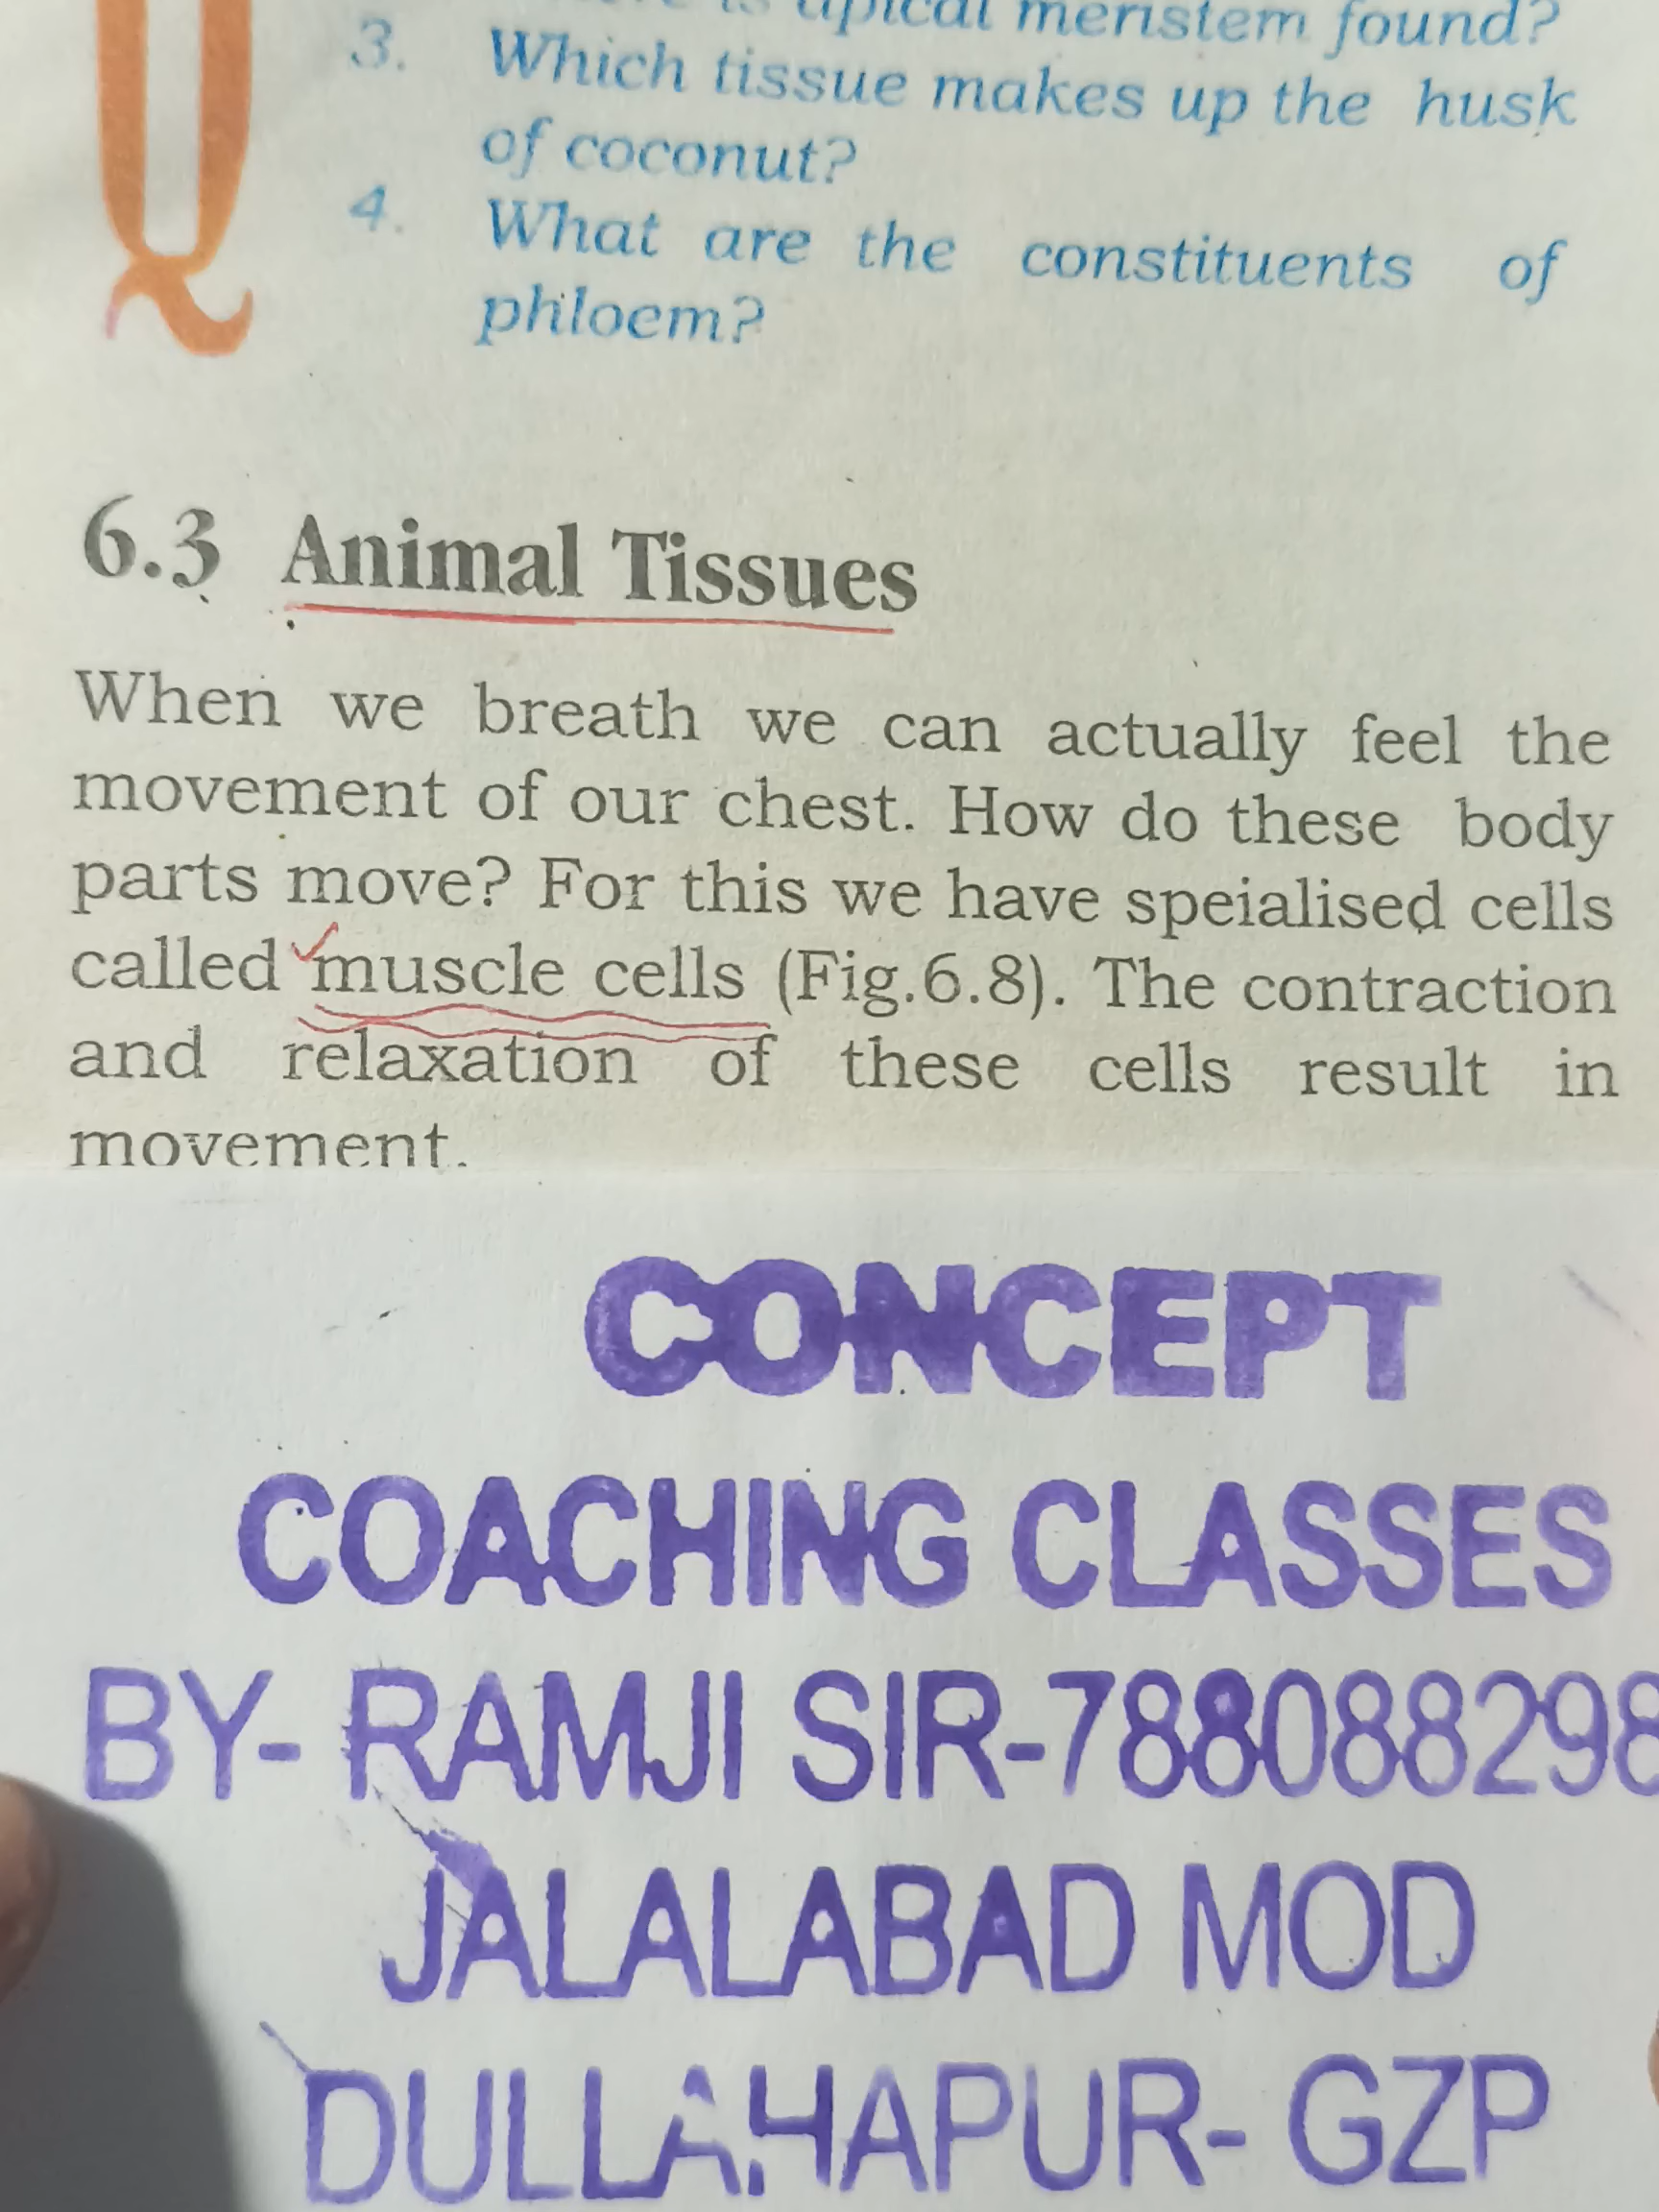 apical meristem found?
3. Which tissue makes up the husk
of coconut?
4. What are the constituents of
phloem?
Q
6.3 Animal Tissues
When we breath we can actually feel the
movement of our chest. How do these body
parts move? For this we have speialised cells
called muscle cells (Fig.6.8). The contraction
and relaxation of these cells result in
movement.
CONCEPT
COACHING CLASSES
BY- RAMJI SIR-788088298
JALALABAD MOD
DULLAHAPUR- GZP